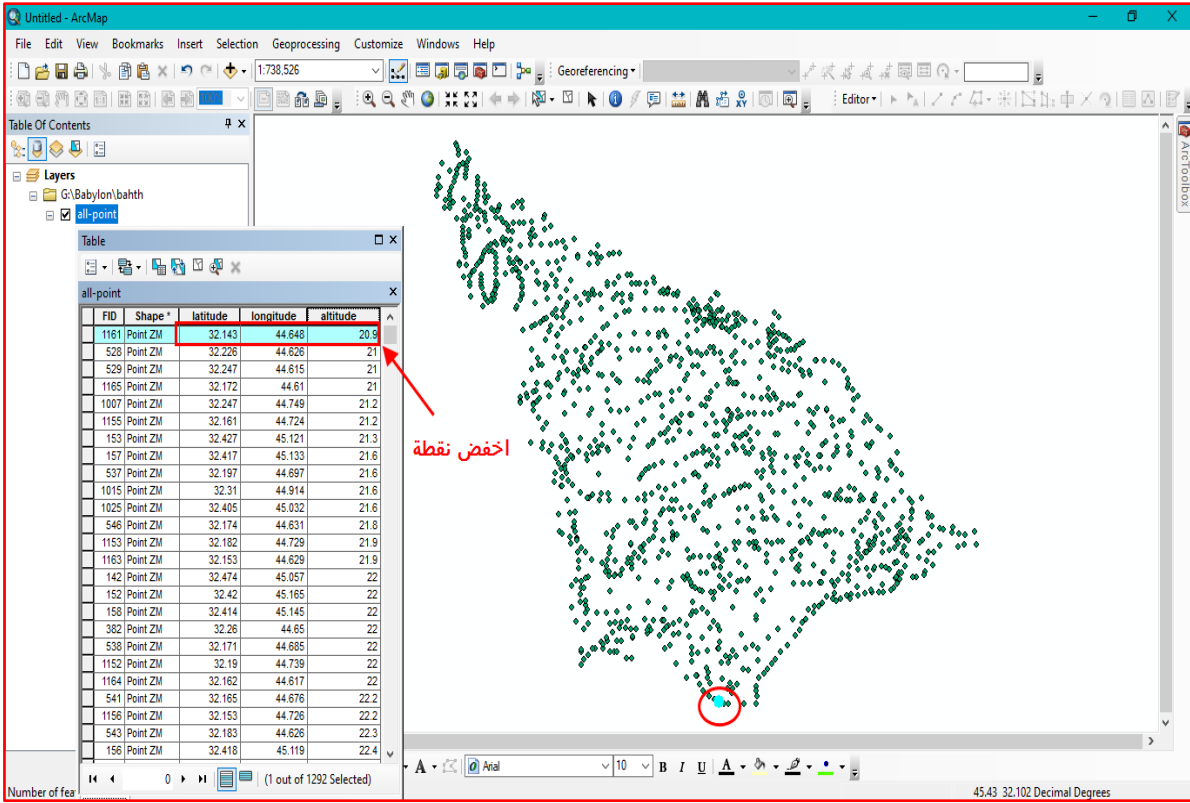 Untitled - ArcMap
File Edit View Bookmarks Insert Selection Geoprocessing Customize Windows Help
1:738,526 Georeferencing
Editor
Table Of Contents
Layers
G:\Babylon\bahth
all-point
ArcToolbox
Table
all-point
FID Shape * latitude longitude altitude
1161 Point ZM 32.143 44.648 20.9
528 Point ZM 32.226 44.626 21
529 Point ZM 32.247 44.615 21
1165 Point ZM 32.172 44.61 21
1007 Point ZM 32.247 44.749 21.2
1155 Point ZM 32.161 44.724 21.2
153 Point ZM 32.427 45.121 21.3
157 Point ZM 32.417 45.133 21.6
537 Point ZM 32.197 44.697 21.6
1015 Point ZM 32.31 44.914 21.6
1025 Point ZM 32.405 45.032 21.6
546 Point ZM 32.174 44.631 21.8
1153 Point ZM 32.182 44.729 21.9
1163 Point ZM 32.153 44.629 21.9
142 Point ZM 32.474 45.057 22
152 Point ZM 32.42 45.165 22
158 Point ZM 32.414 45.145 22
382 Point ZM 32.26 44.65 22
538 Point ZM 32.171 44.685 22
1152 Point ZM 32.19 44.739 22
1164 Point ZM 32.162 44.617 22
541 Point ZM 32.165 44.676 22.2
1156 Point ZM 32.153 44.726 22.2
543 Point ZM 32.183 44.626 22.3
156 Point ZM 32.418 45.119 22.4
اخفض نقطة
0 (1 out of 1292 Selected)
A Arial 10 B I U A
Number of fea
45.43 32.102 Decimal Degrees